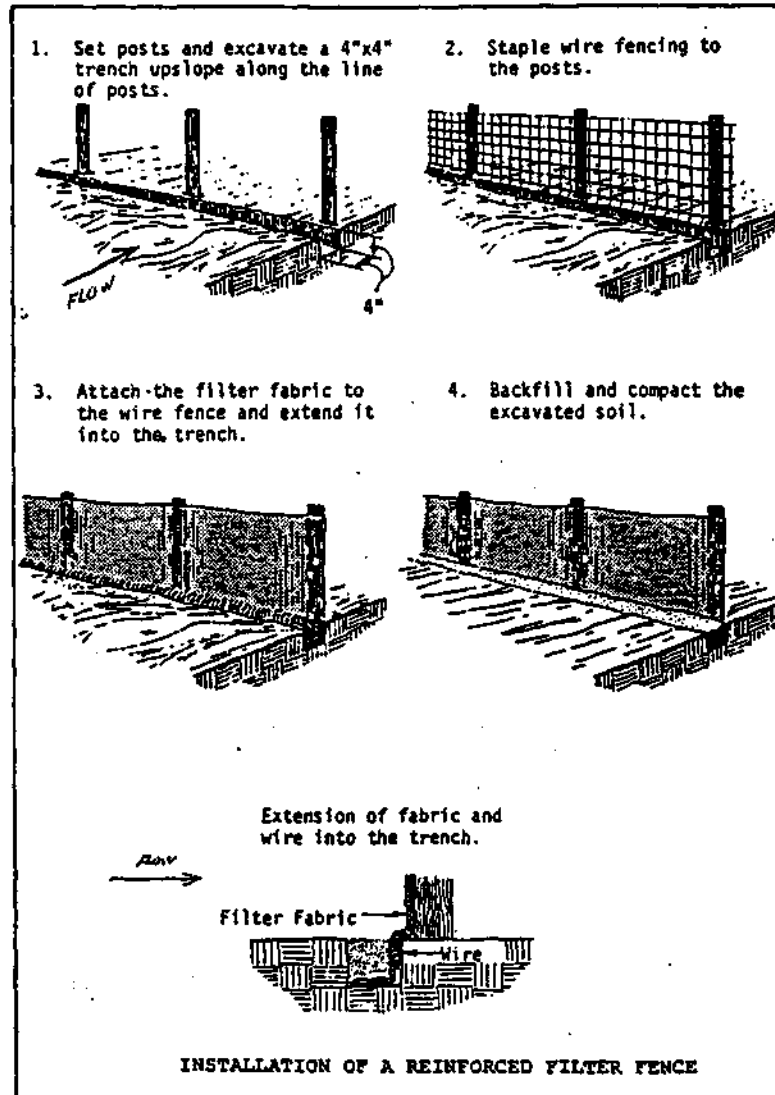 1. Set posts and excavate a 4"x4"
trench upslope along the line
of posts.
2. Staple wire fencing to
the posts.
FLOW
4"
3. Attach the filter fabric to
the wire fence and extend it
into the trench.
4. Backfill and compact the
excavated soil.
Extension of fabric and
wire into the trench.
FLOW
Filter Fabric
Wire
INSTALLATION OF A REINFORCED FILTER FENCE